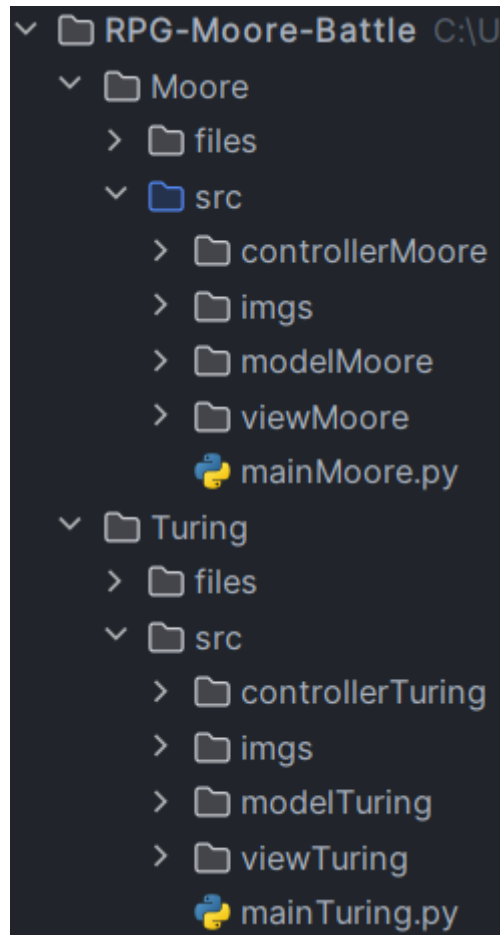 RPG-Moore-Battle C:\U
Moore
files
src
controllerMoore
imgs
modelMoore
viewMoore
mainMoore.py
Turing
files
src
controllerTuring
imgs
modelTuring
viewTuring
mainTuring.py